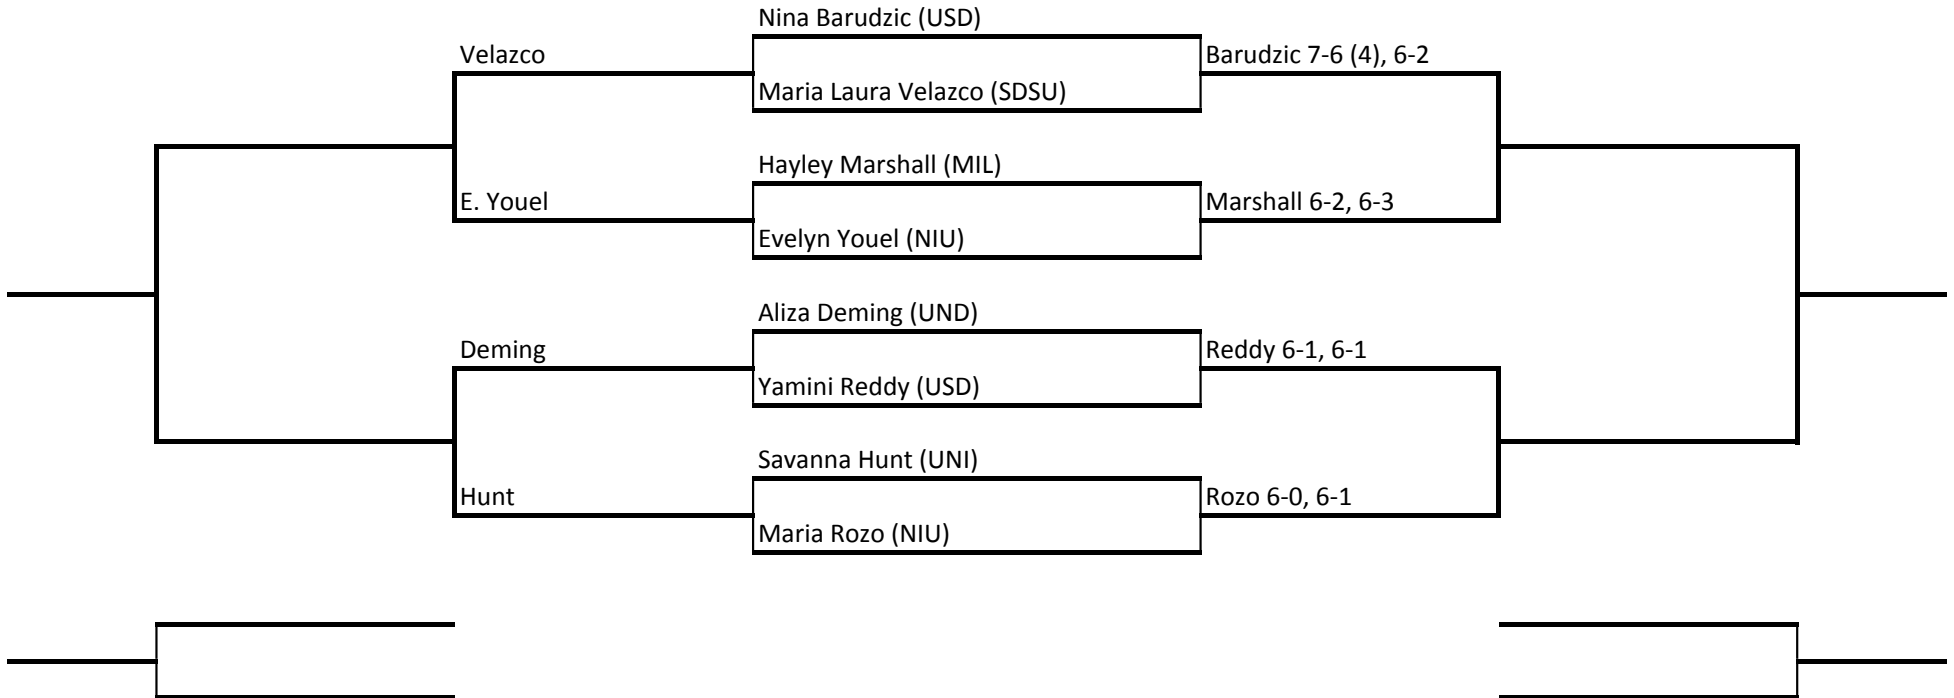 Nina Barudzic (USD)
Velazco
Barudzic 7-6 (4), 6-2
Maria Laura Velazco (SDSU)
Hayley Marshall (MIL)
E. Youel
Marshall 6-2, 6-3
Evelyn Youel (NIU)
Aliza Deming (UND)
Deming
Reddy 6-1, 6-1
Yamini Reddy (USD)
Savanna Hunt (UNI)
Hunt
Rozo 6-0, 6-1
Maria Rozo (NIU)